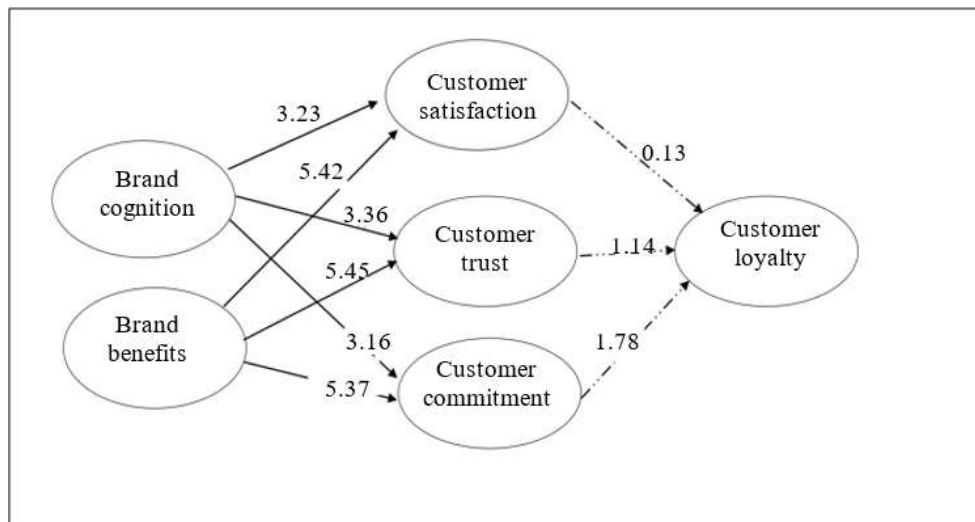 Customer
satisfaction
3.23
0.13
5.42
Brand
cognition
3.36
Customer
trust
1.14
Customer
loyalty
5.45
Brand
benefits
3.16
1.78
5.37
Customer
commitment